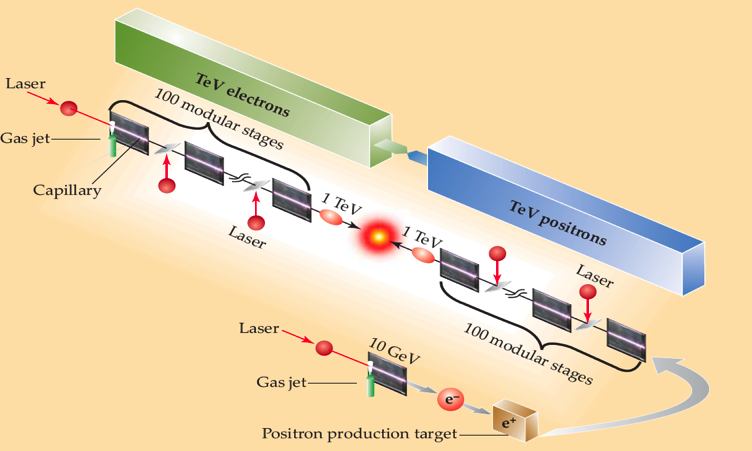 TeV electrons
Laser
100 modular stages
Gas jet
Capillary
Laser
1 TeV
1 TeV
TeV positrons
Laser
100 modular stages
Laser
10 GeV
Gas jet
e−
e+
Positron production target